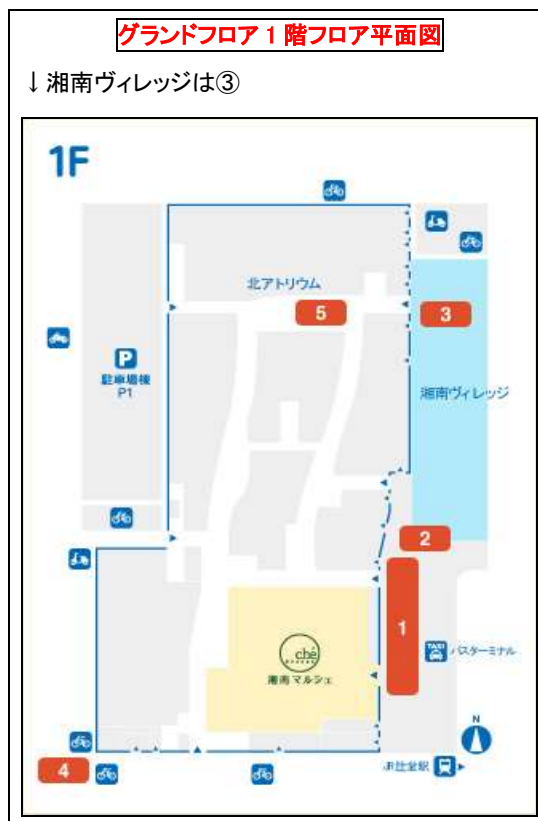 グランドフロア1階フロア平面図
↓湘南ヴィレッジは③
1F
北アトリウム
5
3
P
駐車場棟
P1
湘南ヴィレッジ
2
1
ché
湘南マルシェ
TAXI
バスターミナル
N
4
JR辻堂駅